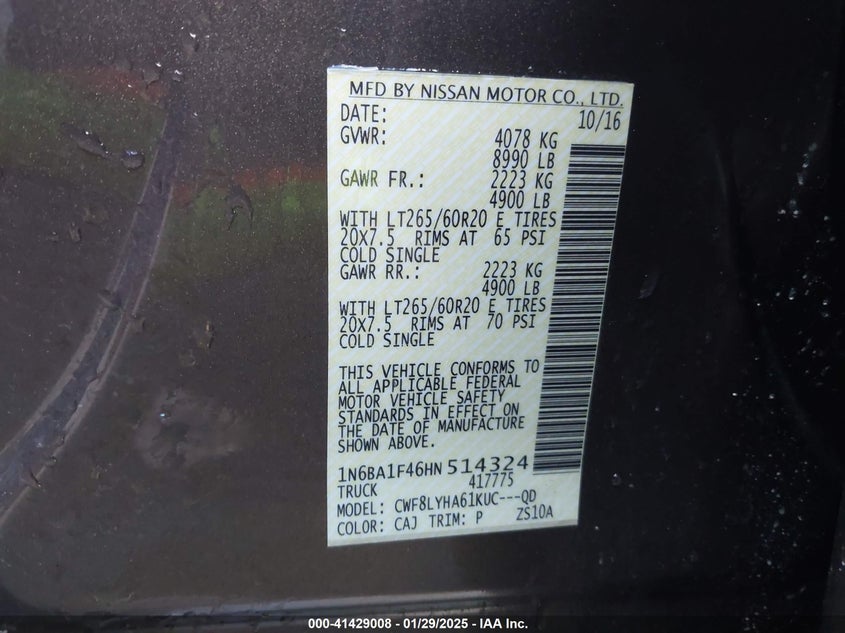 MFD BY NISSAN MOTOR CO., LTD.
DATE: 10/16
GVWR: 4078 KG
8990 LB
GAWR FR.: 2223 KG
4900 LB
WITH LT265/60R20 E TIRES
20X7.5 RIMS AT 65 PSI
COLD SINGLE
GAWR RR.: 2223 KG
4900 LB
WITH LT265/60R20 E TIRES
20X7.5 RIMS AT 70 PSI
COLD SINGLE
THIS VEHICLE CONFORMS TO
ALL APPLICABLE FEDERAL
MOTOR VEHICLE SAFETY
STANDARDS IN EFFECT ON
THE DATE OF MANUFACTURE
SHOWN ABOVE.
1N6BA1F46HN514324
TRUCK 417775
MODEL: CWF8LYHA61KUC---QD
COLOR: CAJ TRIM: P ZS10A
000-41429008 - 01/29/2025 - IAA Inc.